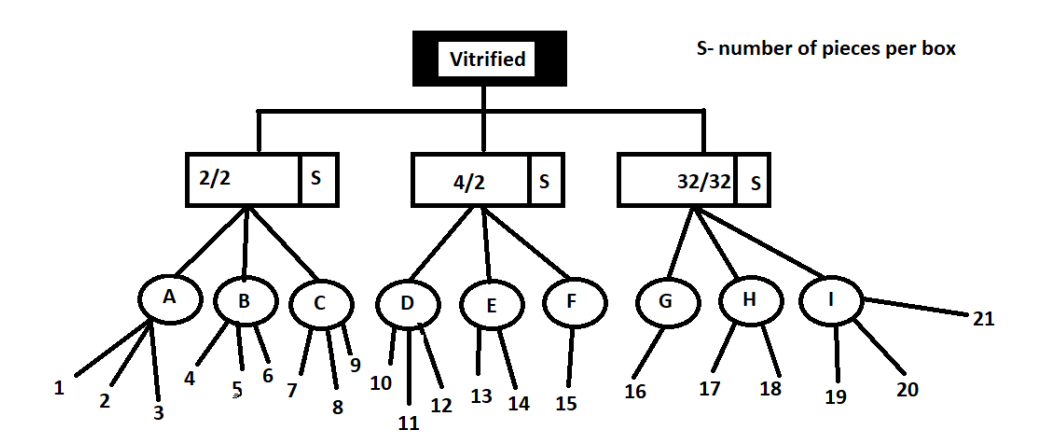 Vitrified
S- number of pieces per box
2/2 S
4/2 S
32/32 S
A B C D E F G H I
1 2 3 4 5 6 7 8 9 10 11 12 13 14 15 16 17 18 19 20 21